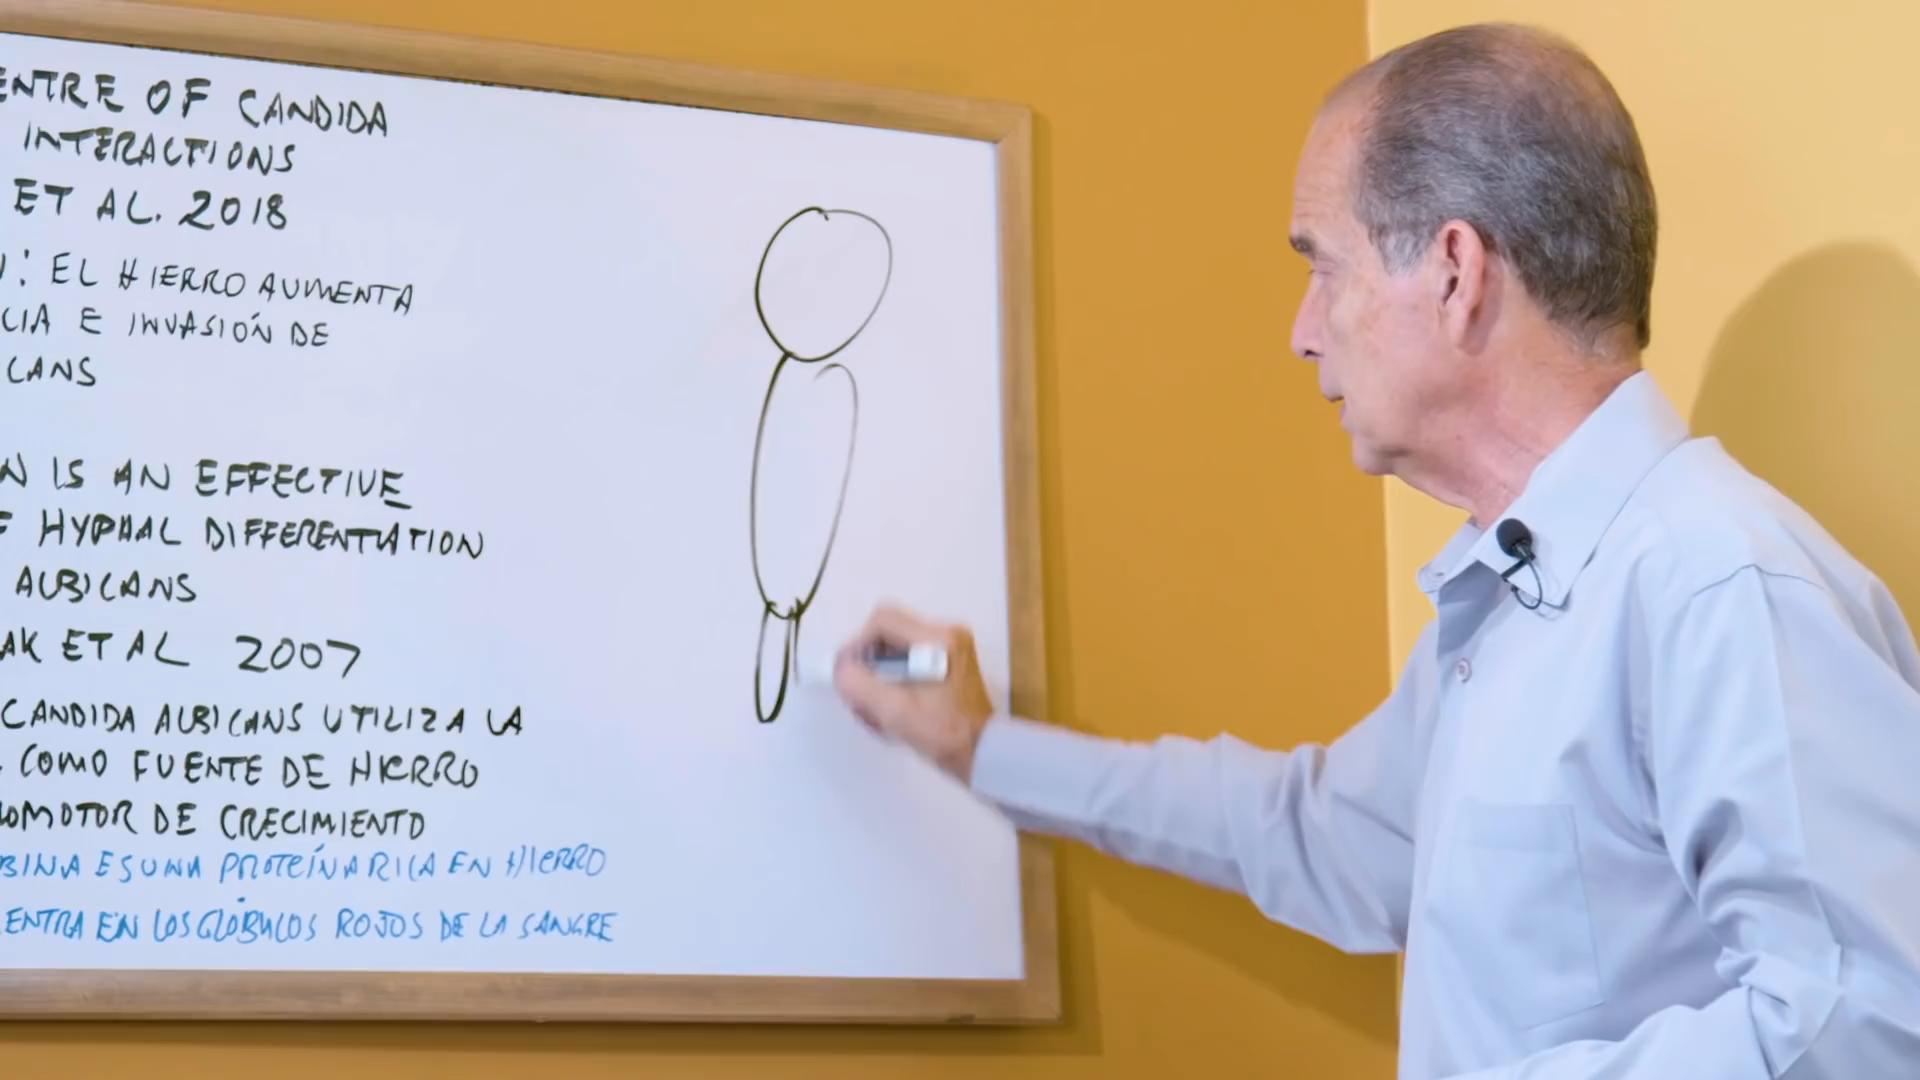 ENTRE OF CANDIDA
INTERACTIONS
ET AL. 2018
: EL HIERRO AUMENTA
CIA E INVASIÓN DE
CANS
N IS AN EFFECTIVE
F HYPHAL DIFFERENTIATION
ALBICANS
AK ET AL 2007
CANDIDA ALBICANS UTILIZA LA
COMO FUENTE DE HIERRO
OMOTOR DE CRECIMIENTO
BINA ES UNA PROTEÍNA RICA EN HIERRO
ENTRA EN LOS GLÓBULOS ROJOS DE LA SANGRE